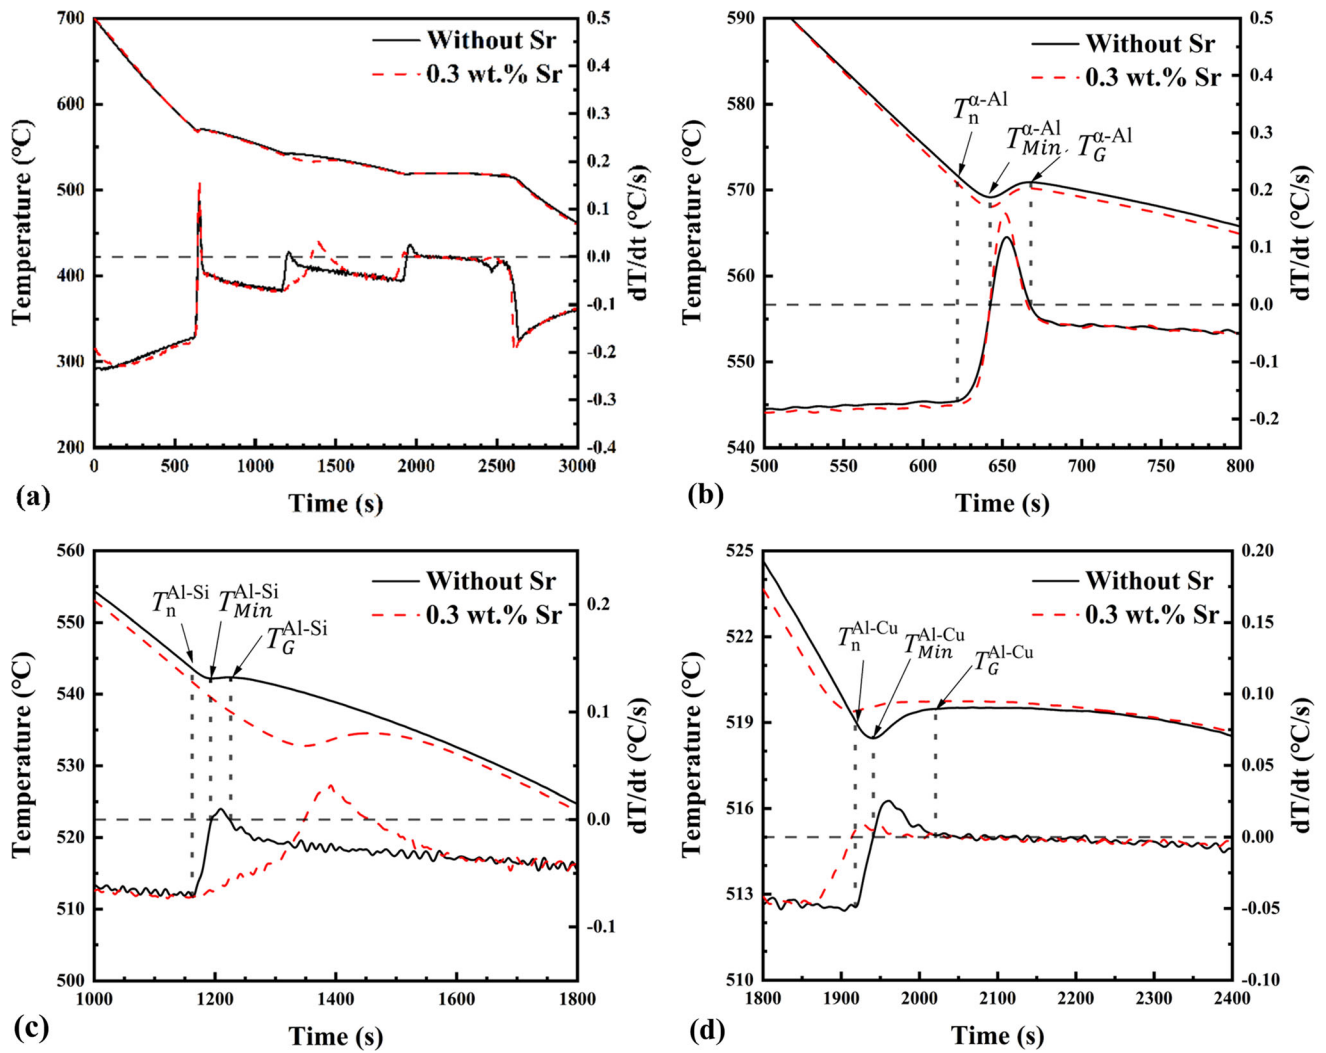 700
600
500
400
300
200
Temperature (°C)
0.5
0.4
0.3
0.2
0.1
0.0
-0.1
-0.2
-0.3
-0.4
dT/dt (°C/s)
Without Sr
0.3 wt.% Sr
0 500 1000 1500 2000 2500 3000
Time (s)
(a)
590
580
570
560
550
540
Temperature (°C)
0.5
0.4
0.3
0.2
0.1
0.0
-0.1
-0.2
dT/dt (°C/s)
Without Sr
0.3 wt.% Sr
T_n^α-Al
T_Min^α-Al
T_G^α-Al
500 550 600 650 700 750 800
Time (s)
(b)
560
550
540
530
520
510
500
Temperature (°C)
0.2
0.1
0.0
-0.1
dT/dt (°C/s)
Without Sr
0.3 wt.% Sr
T_n^Al-Si
T_Min^Al-Si
T_G^Al-Si
1000 1200 1400 1600 1800
Time (s)
(c)
525
522
519
516
513
510
Temperature (°C)
0.20
0.15
0.10
0.05
0.00
-0.05
-0.10
dT/dt (°C/s)
Without Sr
0.3 wt.% Sr
T_n^Al-Cu
T_Min^Al-Cu
T_G^Al-Cu
1800 1900 2000 2100 2200 2300 2400
Time (s)
(d)